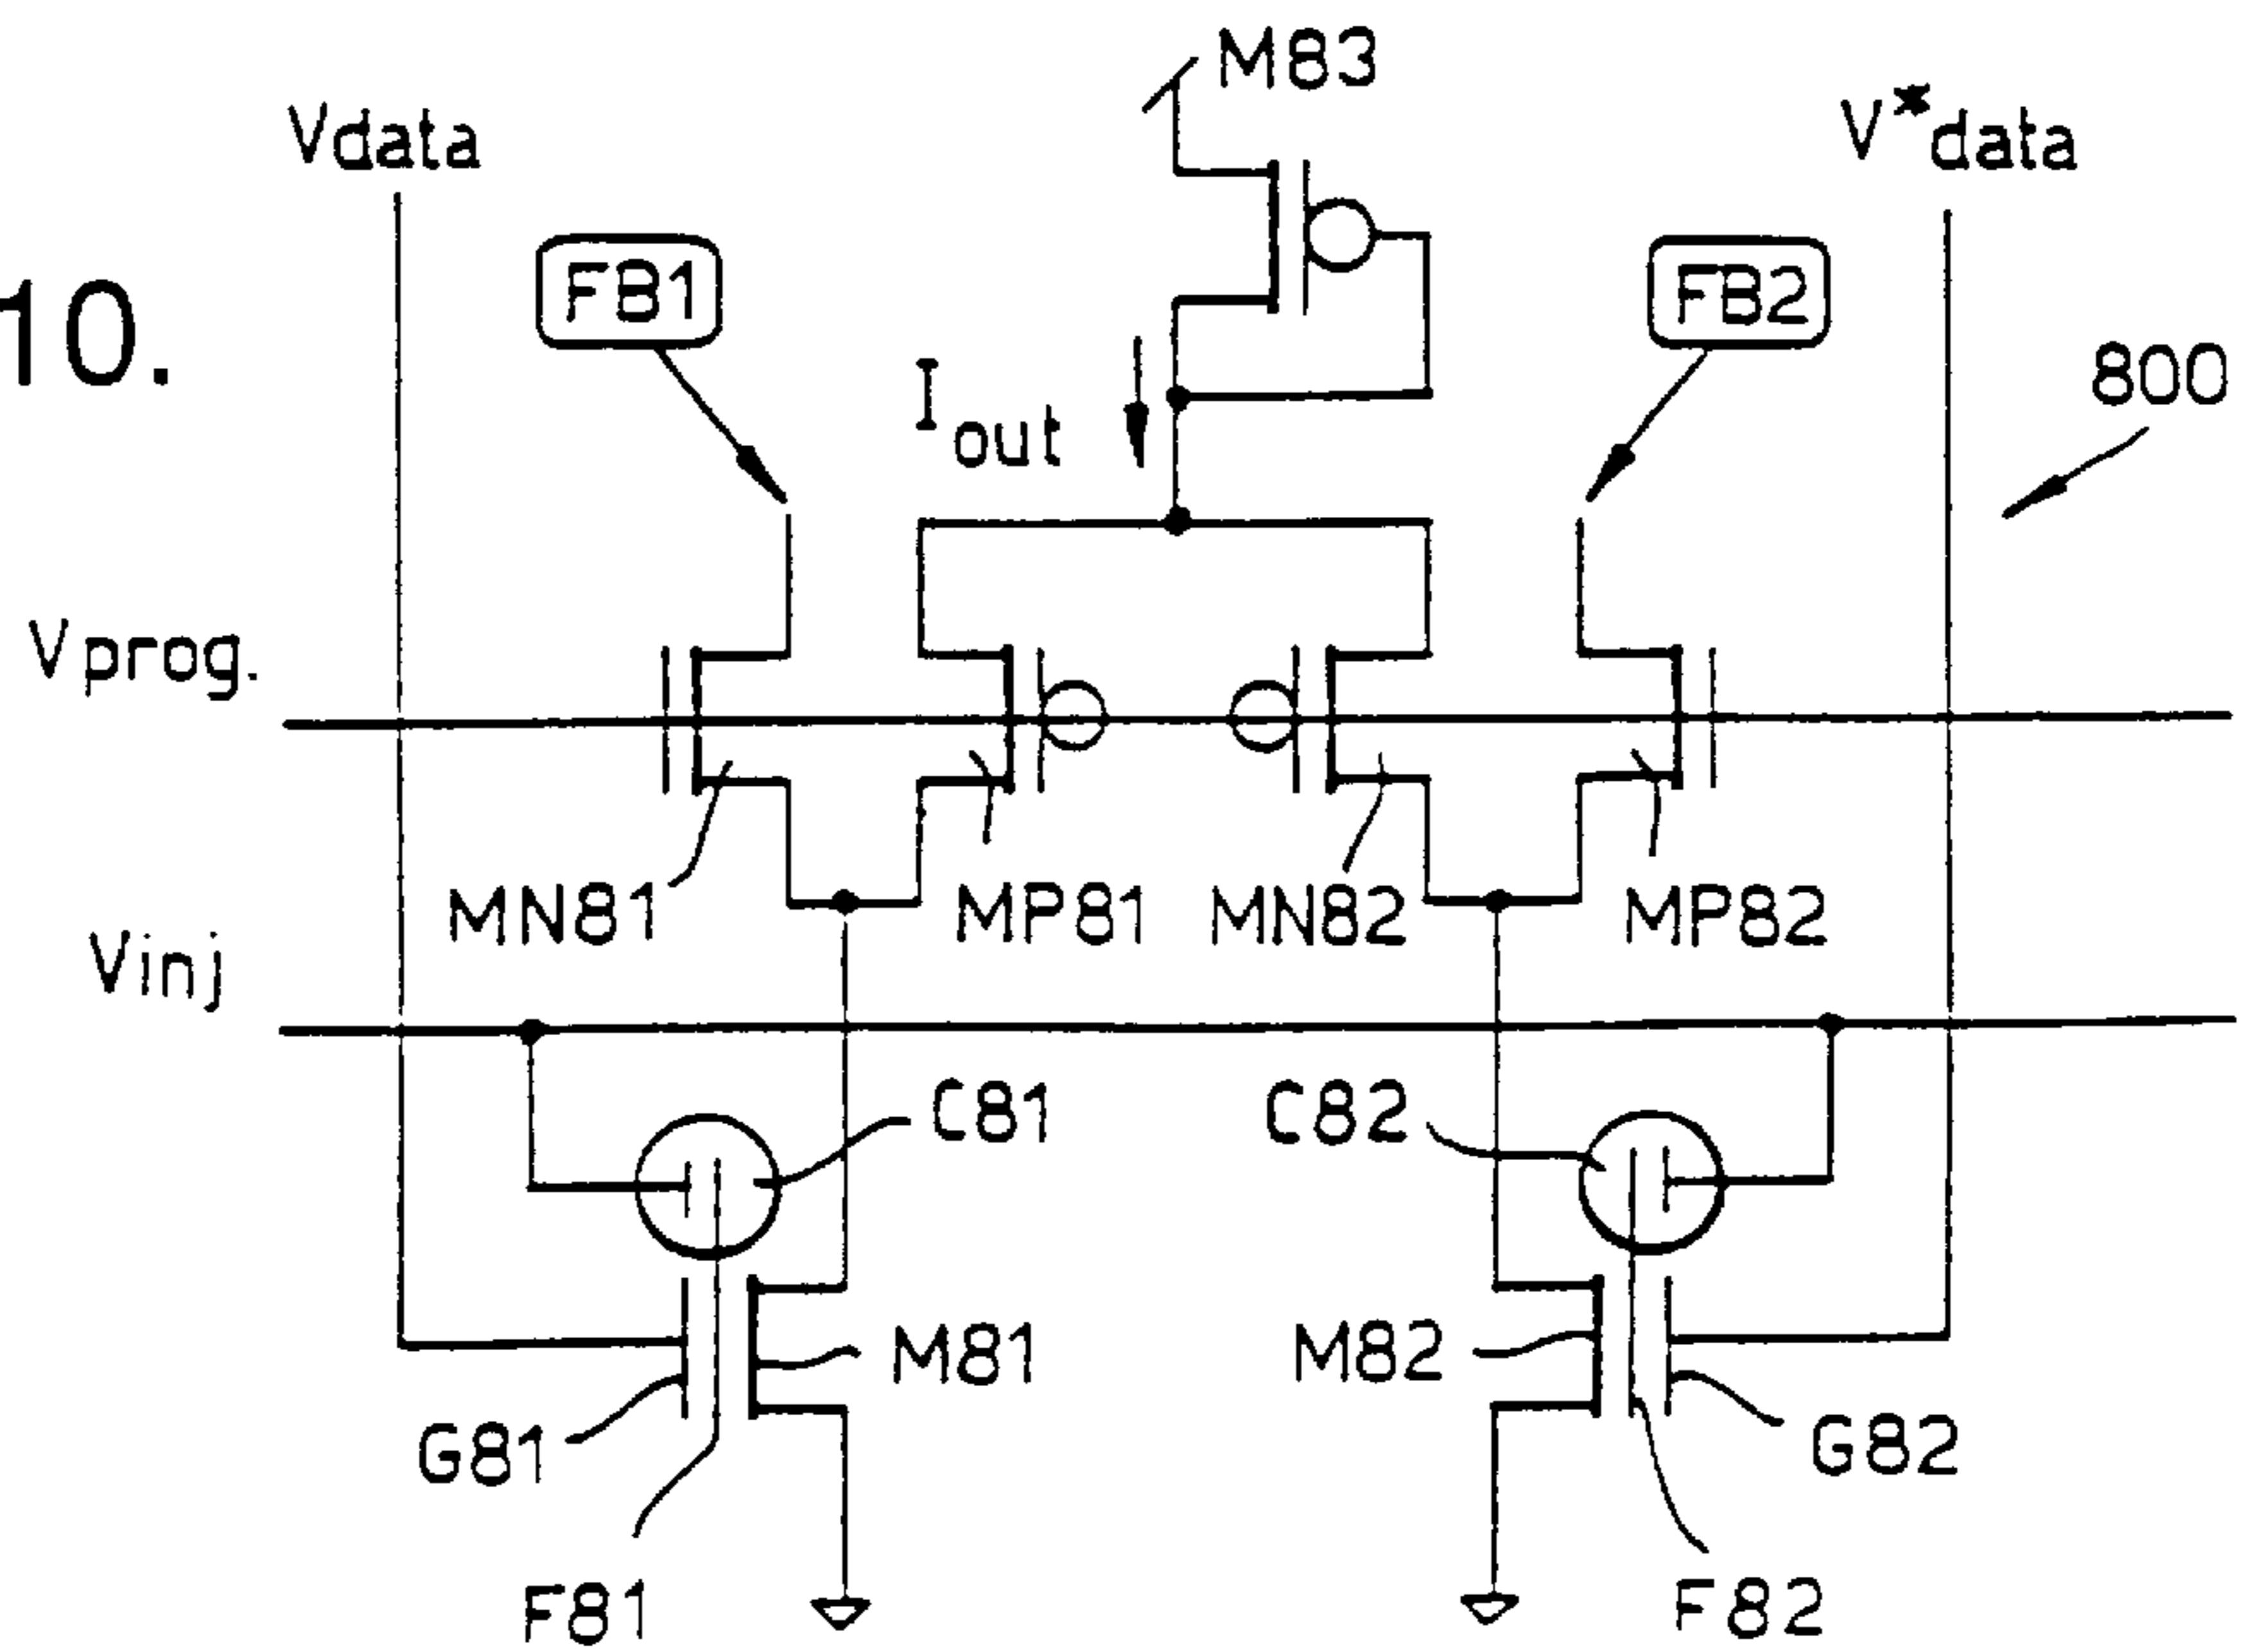 M83
Vdata
V*data
FB1
FB2
10.
Iout
800
Vprog.
MN81
MP81
MN82
MP82
Vinj
C81
C82
M81
M82
G81
G82
F81
F82